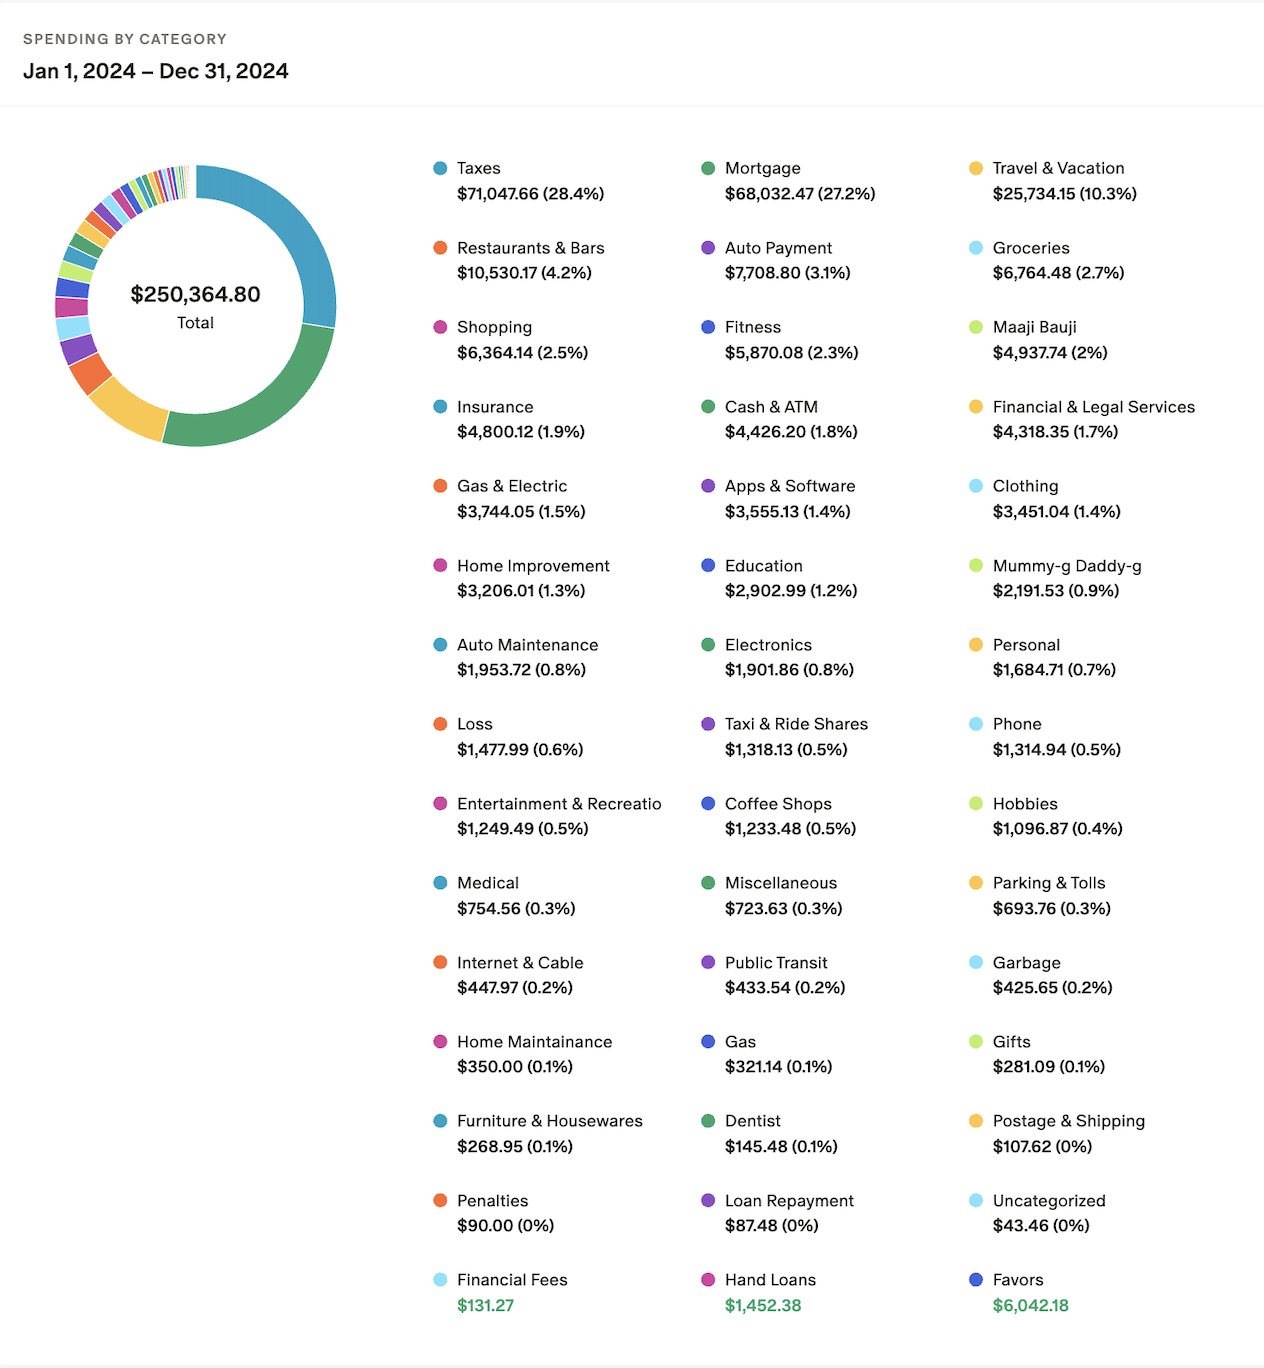 SPENDING BY CATEGORY
Jan 1, 2024 – Dec 31, 2024
$250,364.80
Total
Taxes
$71,047.66 (28.4%)
Mortgage
$68,032.47 (27.2%)
Travel & Vacation
$25,734.15 (10.3%)
Restaurants & Bars
$10,530.17 (4.2%)
Auto Payment
$7,708.80 (3.1%)
Groceries
$6,764.48 (2.7%)
Shopping
$6,364.14 (2.5%)
Fitness
$5,870.08 (2.3%)
Maaji Bauji
$4,937.74 (2%)
Insurance
$4,800.12 (1.9%)
Cash & ATM
$4,426.20 (1.8%)
Financial & Legal Services
$4,318.35 (1.7%)
Gas & Electric
$3,744.05 (1.5%)
Apps & Software
$3,555.13 (1.4%)
Clothing
$3,451.04 (1.4%)
Home Improvement
$3,206.01 (1.3%)
Education
$2,902.99 (1.2%)
Mummy-g Daddy-g
$2,191.53 (0.9%)
Auto Maintenance
$1,953.72 (0.8%)
Electronics
$1,901.86 (0.8%)
Personal
$1,684.71 (0.7%)
Loss
$1,477.99 (0.6%)
Taxi & Ride Shares
$1,318.13 (0.5%)
Phone
$1,314.94 (0.5%)
Entertainment & Recreatio
$1,249.49 (0.5%)
Coffee Shops
$1,233.48 (0.5%)
Hobbies
$1,096.87 (0.4%)
Medical
$754.56 (0.3%)
Miscellaneous
$723.63 (0.3%)
Parking & Tolls
$693.76 (0.3%)
Internet & Cable
$447.97 (0.2%)
Public Transit
$433.54 (0.2%)
Garbage
$425.65 (0.2%)
Home Maintainance
$350.00 (0.1%)
Gas
$321.14 (0.1%)
Gifts
$281.09 (0.1%)
Furniture & Housewares
$268.95 (0.1%)
Dentist
$145.48 (0.1%)
Postage & Shipping
$107.62 (0%)
Penalties
$90.00 (0%)
Loan Repayment
$87.48 (0%)
Uncategorized
$43.46 (0%)
Financial Fees
$131.27
Hand Loans
$1,452.38
Favors
$6,042.18